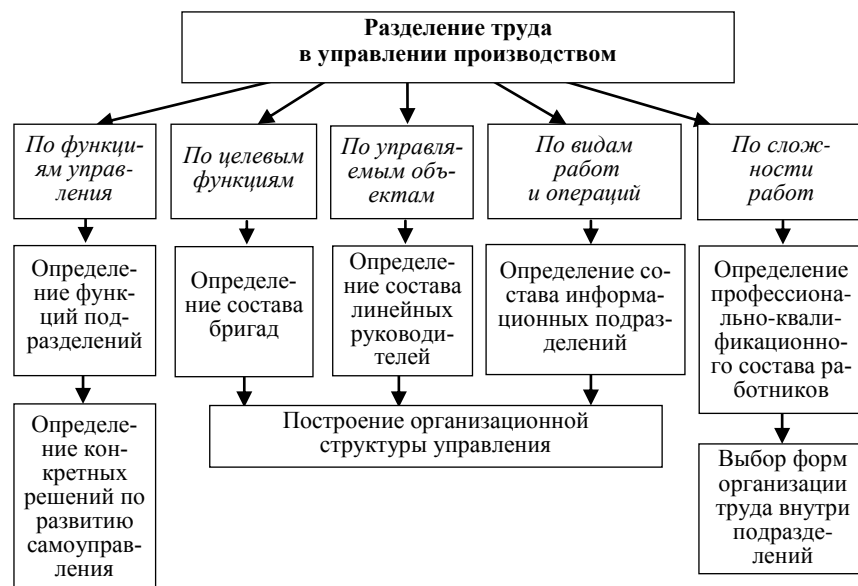 Разделение труда
в управлении производством
По функци-
ям управ-
ления
По целевым
функциям
По управля-
емым объ-
ектам
По видам
работ
и операций
По слож-
ности
работ
Определе-
ние функ-
ций под-
разделений
Определе-
ние состава
бригад
Определе-
ние состава
линейных
руководи-
телей
Определение со-
става информа-
ционных подраз-
делений
Определение
профессиона-
льно-квали-
фикационно-
го состава ра-
ботников
Определе-
ние кон-
кретных
решений по
развитию
самоуправ-
ления
Построение организационной
структуры управления
Выбор форм
организации
труда внутри
подразде-
лений